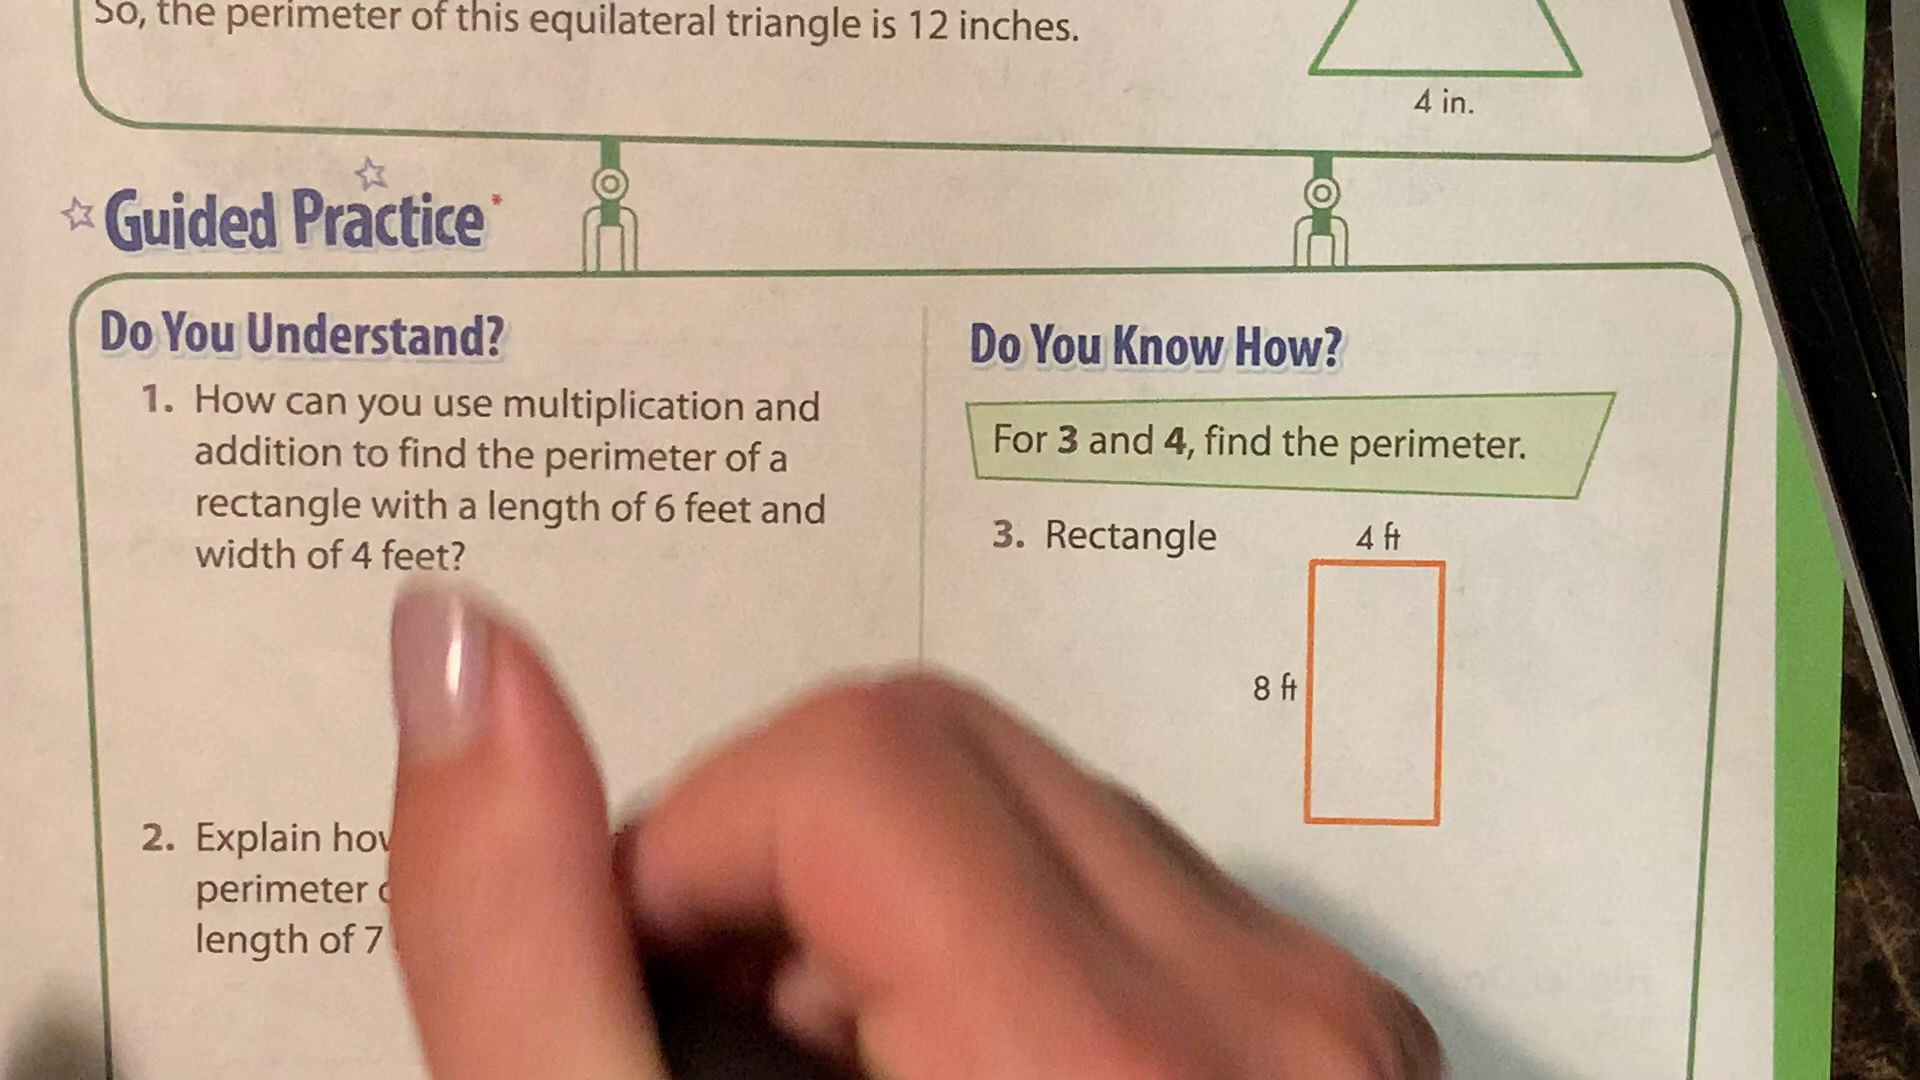 So, the perimeter of this equilateral triangle is 12 inches.
4 in.
Guided Practice*
Do You Understand?
1. How can you use multiplication and
addition to find the perimeter of a
rectangle with a length of 6 feet and
width of 4 feet?
2. Explain
perimeter
length of 7
Do You Know How?
For 3 and 4, find the perimeter.
3. Rectangle
4 ft
8 ft